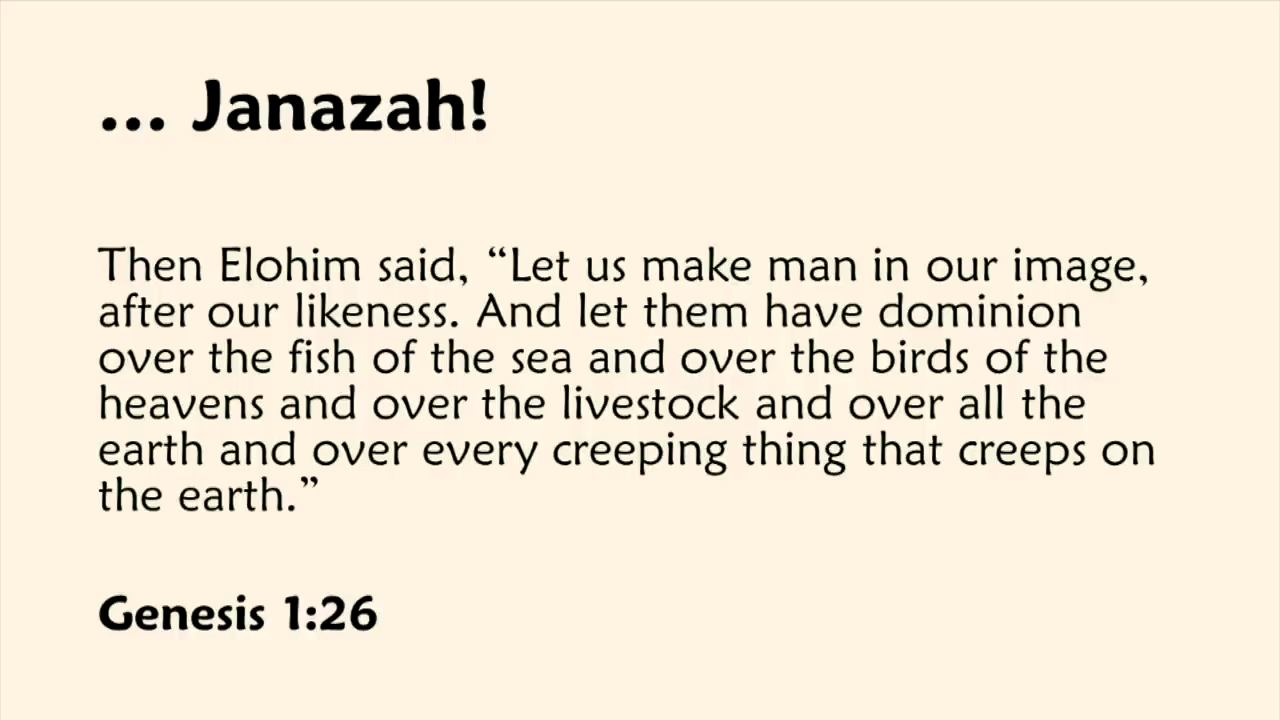 ... Janazah!
Then Elohim said, “Let us make man in our image,
after our likeness. And let them have dominion
over the fish of the sea and over the birds of the
heavens and over the livestock and over all the
earth and over every creeping thing that creeps on
the earth.”
Genesis 1:26